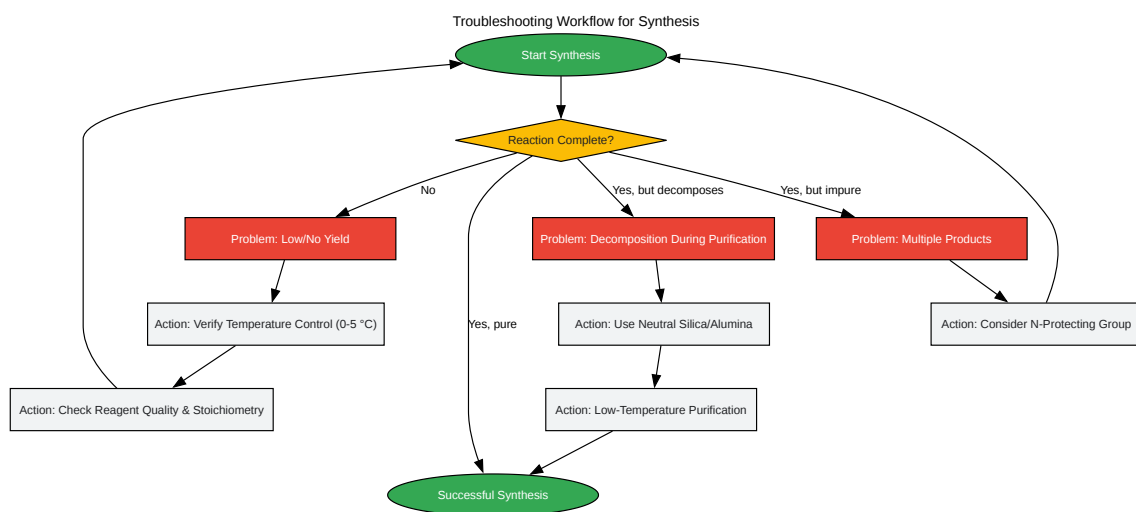 Troubleshooting Workflow for Synthesis
Start Synthesis
Reaction Complete?
No
Yes, but decomposes
Yes, but impure
Problem: Low/No Yield
Problem: Decomposition During Purification
Problem: Multiple Products
Action: Verify Temperature Control (0-5 °C)
Yes, pure
Action: Use Neutral Silica/Alumina
Action: Consider N-Protecting Group
Action: Check Reagent Quality & Stoichiometry
Action: Low-Temperature Purification
Successful Synthesis